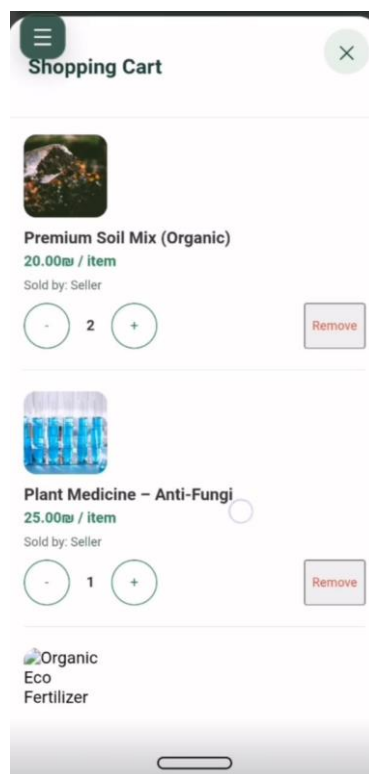 Shopping Cart
Premium Soil Mix (Organic)
20.00₪ / item
Sold by: Seller
- 2 + Remove
Plant Medicine – Anti-Fungi
25.00₪ / item
Sold by: Seller
- 1 + Remove
Organic
Eco
Fertilizer